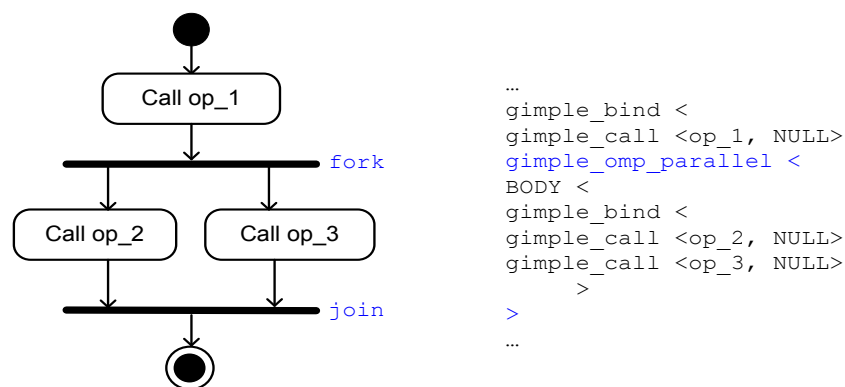 Call op_1
fork
Call op_2
Call op_3
join
…
gimple_bind <
gimple_call <op_1, NULL>
gimple_omp_parallel <
BODY <
gimple_bind <
gimple_call <op_2, NULL>
gimple_call <op_3, NULL>
>
>
…